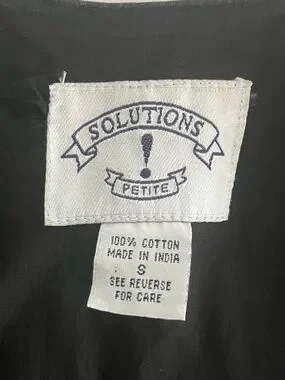 SOLUTIONS
!
PETITE
100% COTTON
MADE IN INDIA
S
SEE REVERSE
FOR CARE